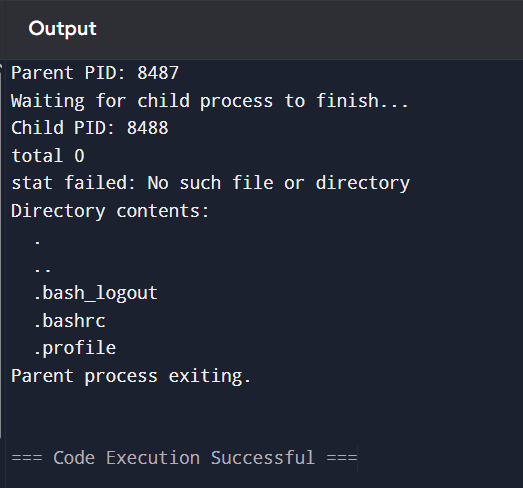 Output
Parent PID: 8487
Waiting for child process to finish...
Child PID: 8488
total 0
stat failed: No such file or directory
Directory contents:
.
..
.bash_logout
.bashrc
.profile
Parent process exiting.
=== Code Execution Successful ===